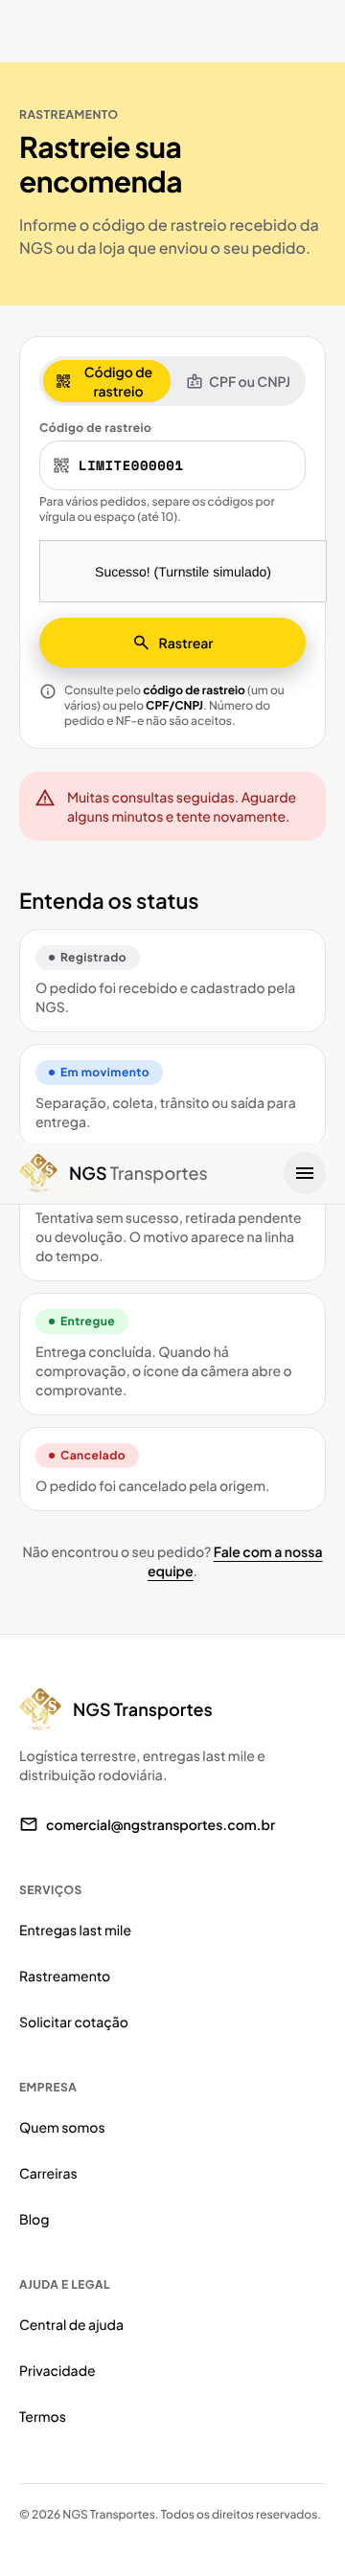 RASTREAMENTO
Rastreie sua
encomenda
Informe o código de rastreio recebido da
NGS ou da loja que enviou o seu pedido.
Código de
rastreio
CPF ou CNPJ
Código de rastreio
LIMITE000001
Para vários pedidos, separe os códigos por
vírgula ou espaço (até 10).
Sucesso! (Turnstile simulado)
Rastrear
Consulte pelo código de rastreio (um ou
vários) ou pelo CPF/CNPJ. Número do
pedido e NF-e não são aceitos.
Muitas consultas seguidas. Aguarde
alguns minutos e tente novamente.
Entenda os status
Registrado
O pedido foi recebido e cadastrado pela
NGS.
Em movimento
Separação, coleta, trânsito ou saída para
entrega.
NGS Transportes
Tentativa sem sucesso, retirada pendente
ou devolução. O motivo aparece na linha
do tempo.
Entregue
Entrega concluída. Quando há
comprovação, o ícone da câmera abre o
comprovante.
Cancelado
O pedido foi cancelado pela origem.
Não encontrou o seu pedido? Fale com a nossa
equipe.
NGS Transportes
Logística terrestre, entregas last mile e
distribuição rodoviária.
comercial@ngstransportes.com.br
SERVIÇOS
Entregas last mile
Rastreamento
Solicitar cotação
EMPRESA
Quem somos
Carreiras
Blog
AJUDA E LEGAL
Central de ajuda
Privacidade
Termos
© 2026 NGS Transportes. Todos os direitos reservados.